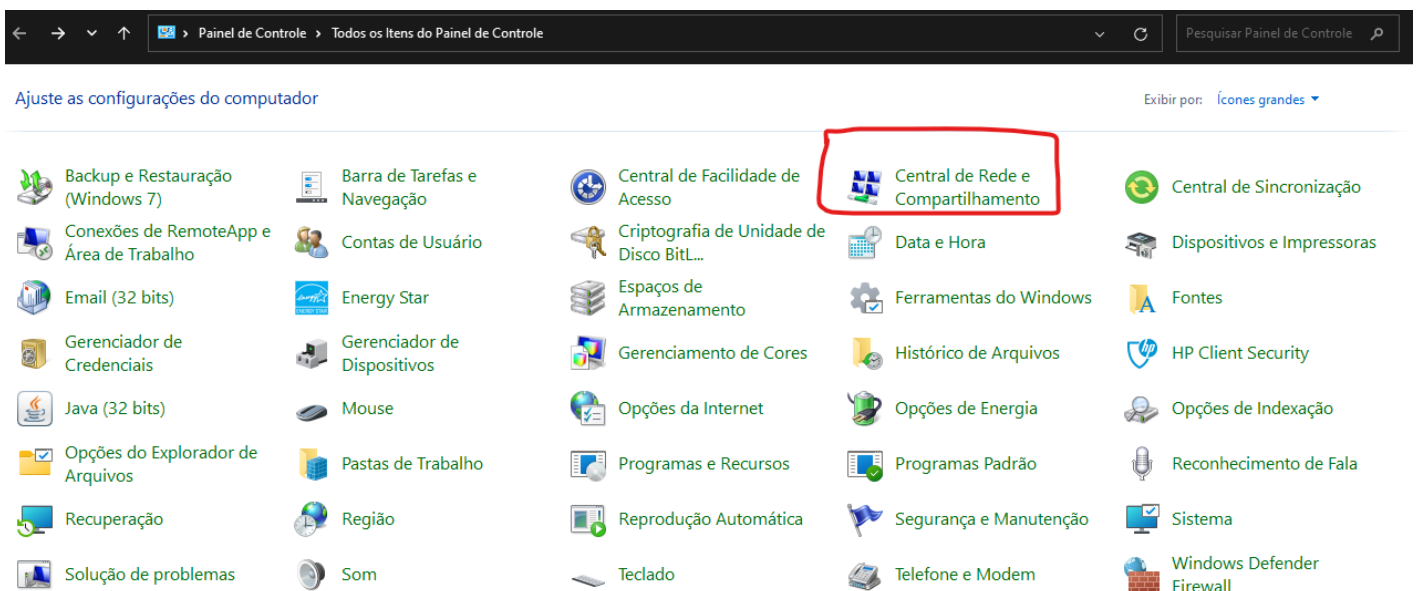 Painel de Controle > Todos os Itens do Painel de Controle
Pesquisar Painel de Controle
Ajuste as configurações do computador
Exibir por: Ícones grandes
Backup e Restauração
(Windows 7)
Barra de Tarefas e
Navegação
Central de Facilidade de
Acesso
Central de Rede e
Compartilhamento
Central de Sincronização
Conexões de RemoteApp e
Área de Trabalho
Contas de Usuário
Criptografia de Unidade de
Disco BitL...
Data e Hora
Dispositivos e Impressoras
Email (32 bits)
Energy Star
Espaços de
Armazenamento
Ferramentas do Windows
Fontes
Gerenciador de
Credenciais
Gerenciador de
Dispositivos
Gerenciamento de Cores
Histórico de Arquivos
HP Client Security
Java (32 bits)
Mouse
Opções da Internet
Opções de Energia
Opções de Indexação
Opções do Explorador de
Arquivos
Pastas de Trabalho
Programas e Recursos
Programas Padrão
Reconhecimento de Fala
Recuperação
Região
Reprodução Automática
Segurança e Manutenção
Sistema
Solução de problemas
Som
Teclado
Telefone e Modem
Windows Defender
Firewall